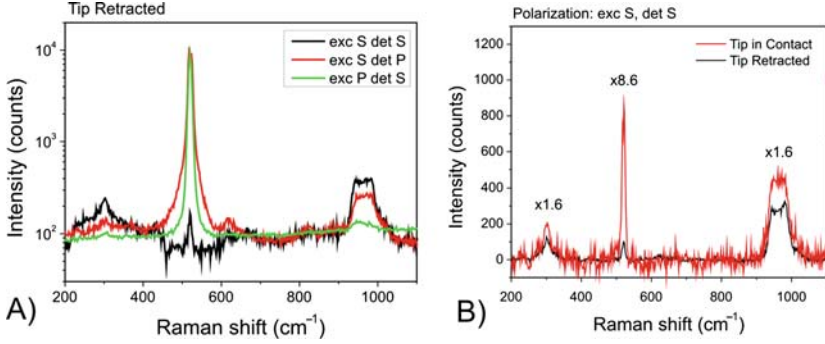 Tip Retracted
10⁴
10³
10²
Intensity (counts)
exc S det S
exc S det P
exc P det S
200 400 600 800 1000
Raman shift (cm⁻¹)
A)
Polarization: exc S, det S
1200
1000
800
600
400
200
0
Intensity (counts)
Tip in Contact
Tip Retracted
x8.6
x1.6
x1.6
200 400 600 800 1000
Raman shift (cm⁻¹)
B)